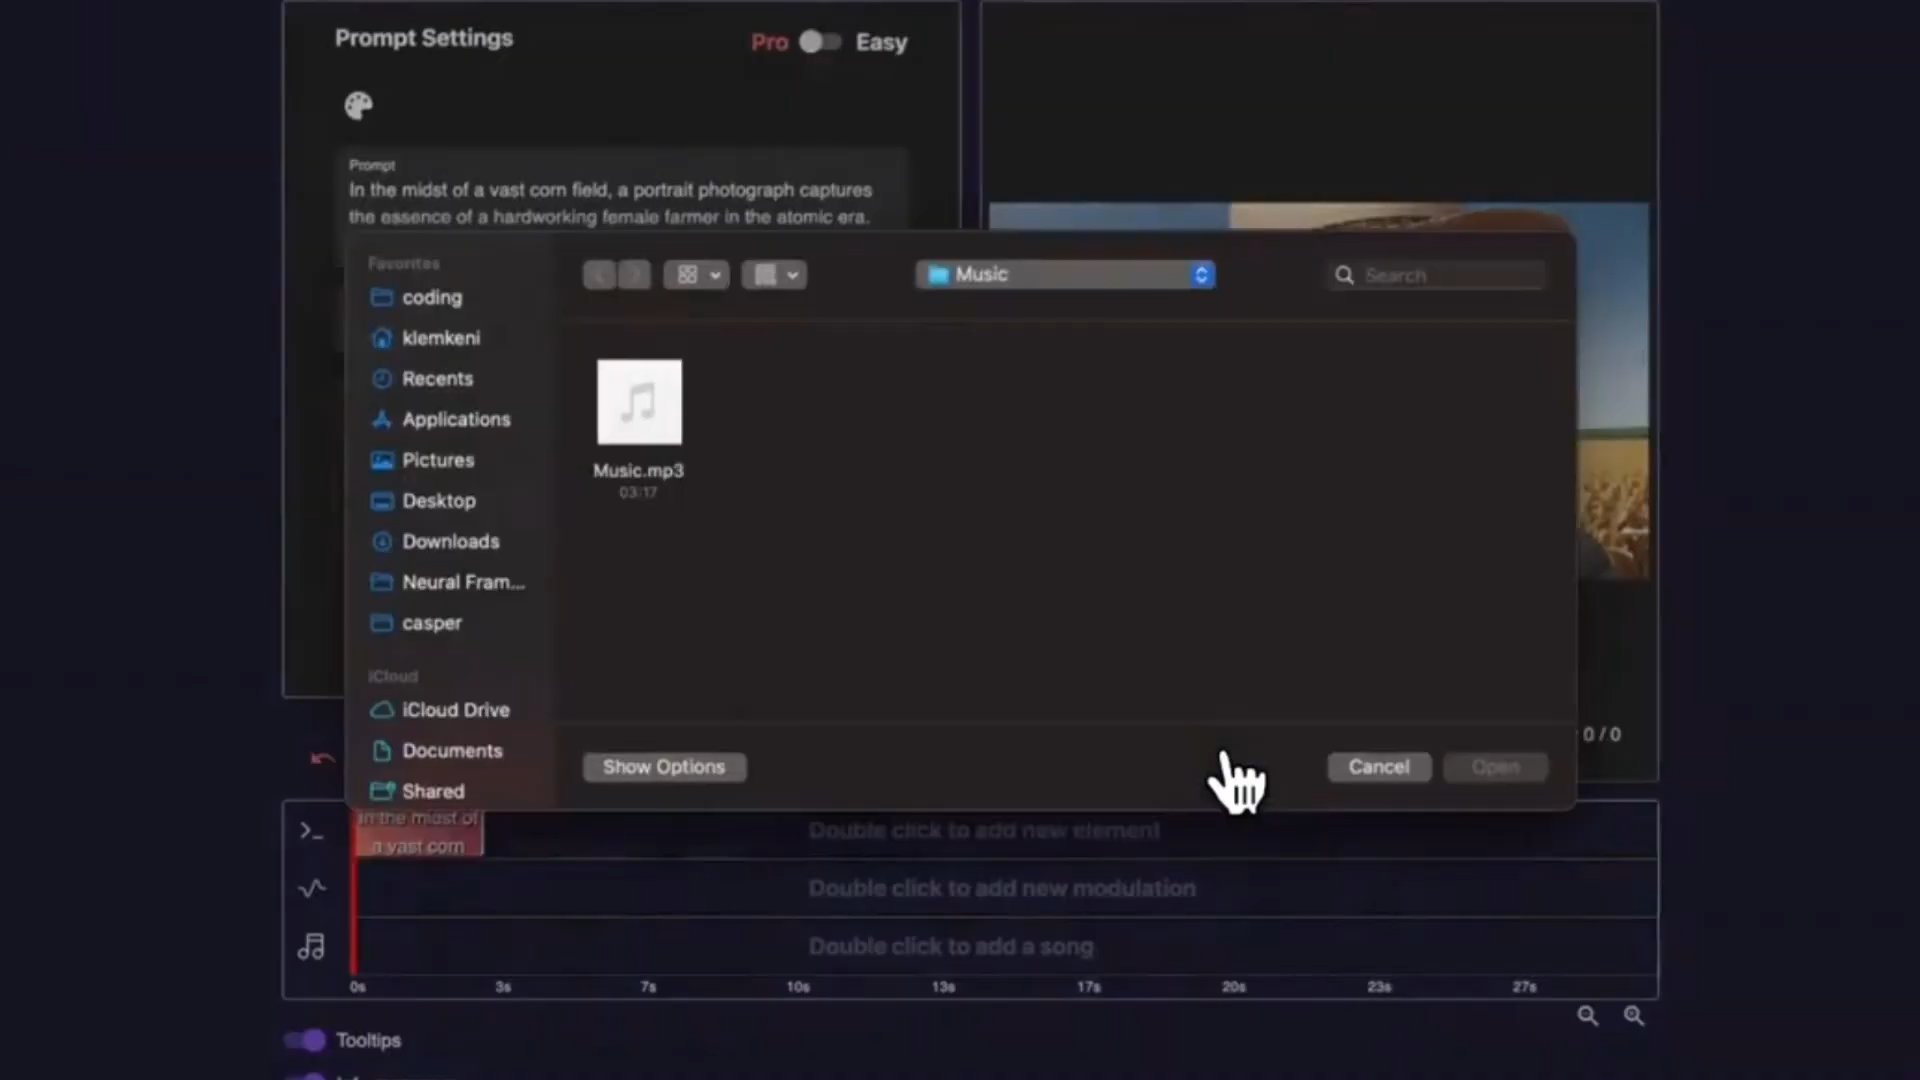 Prompt Settings
Pro
Easy
Prompt
In the midst of a vast corn field, a portrait photograph captures
the essence of a hardworking female farmer in the atomic era.
Favorites
coding
klemkeni
Recents
Applications
Pictures
Desktop
Downloads
Neural Fram...
casper
iCloud
iCloud Drive
Documents
Shared
Music
Search
Music.mp3
03:17
Show Options
Cancel
Open
0 / 0
In the midst of
a vast corn
Double click to add new element
Double click to add new modulation
Double click to add a song
0s 3s 7s 10s 13s 17s 20s 23s 27s
Tooltips